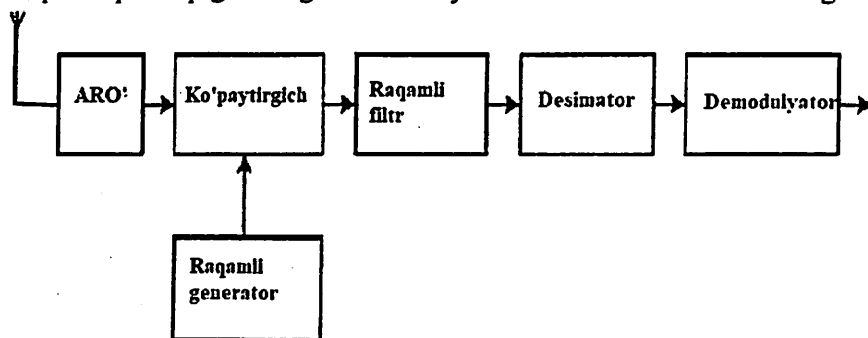 ARO'
Ko'paytirgich
Raqamli
filtr
Desimator
Demodulyator
Raqamli
generator